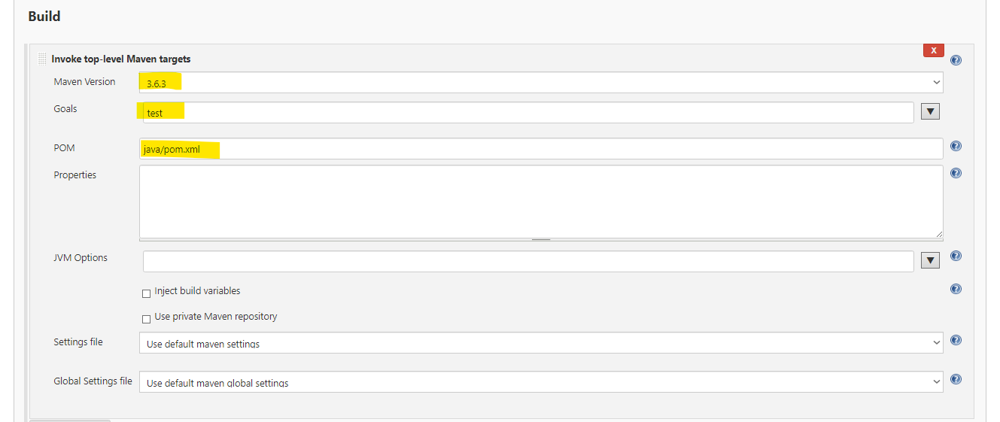 Build
Invoke top-level Maven targets
X
Maven Version
3.6.3
Goals
test
POM
java/pom.xml
Properties
JVM Options
Inject build variables
Use private Maven repository
Settings file
Use default maven settings
Global Settings file
Use default maven global settings